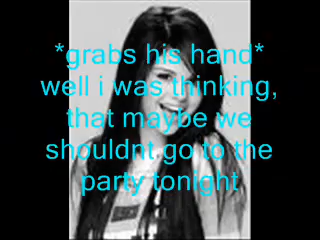 *grabs his hand*
well i was thinking,
that maybe we
shouldnt go to the
party tonight